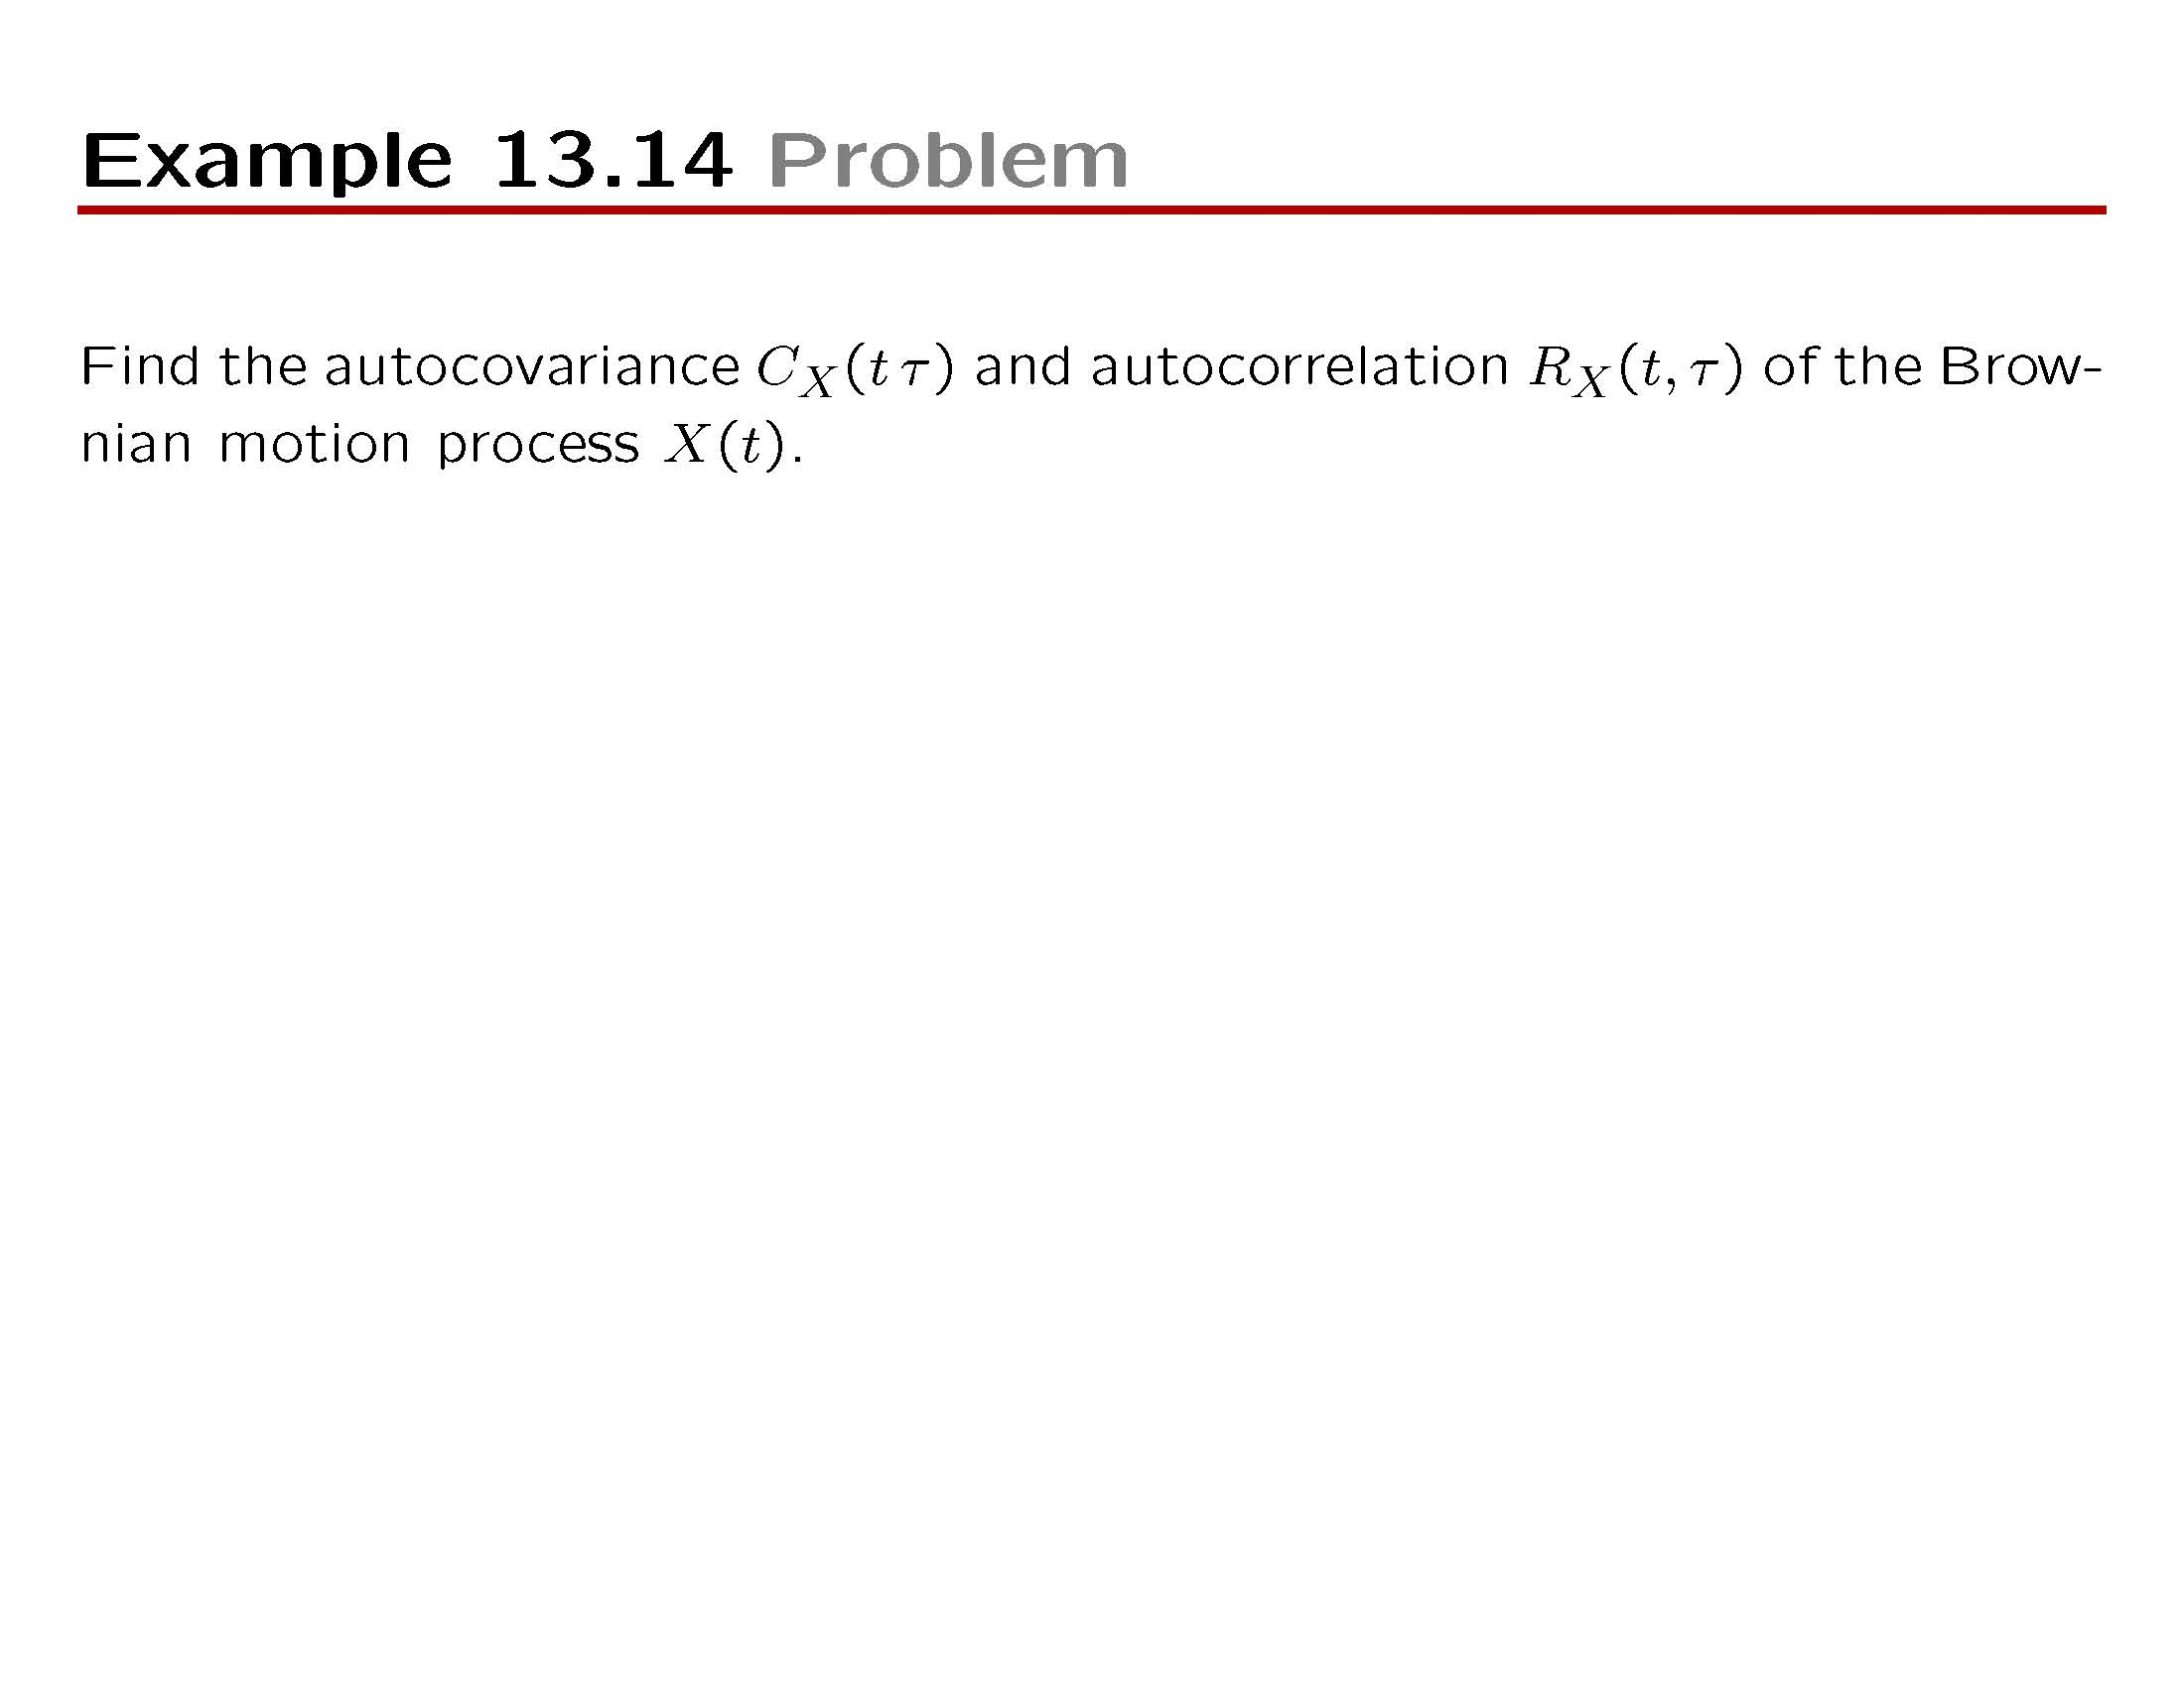 Example 13.14 Problem
Find the autocovariance C_X(t τ) and autocorrelation R_X(t, τ) of the Brow-
nian motion process X(t).